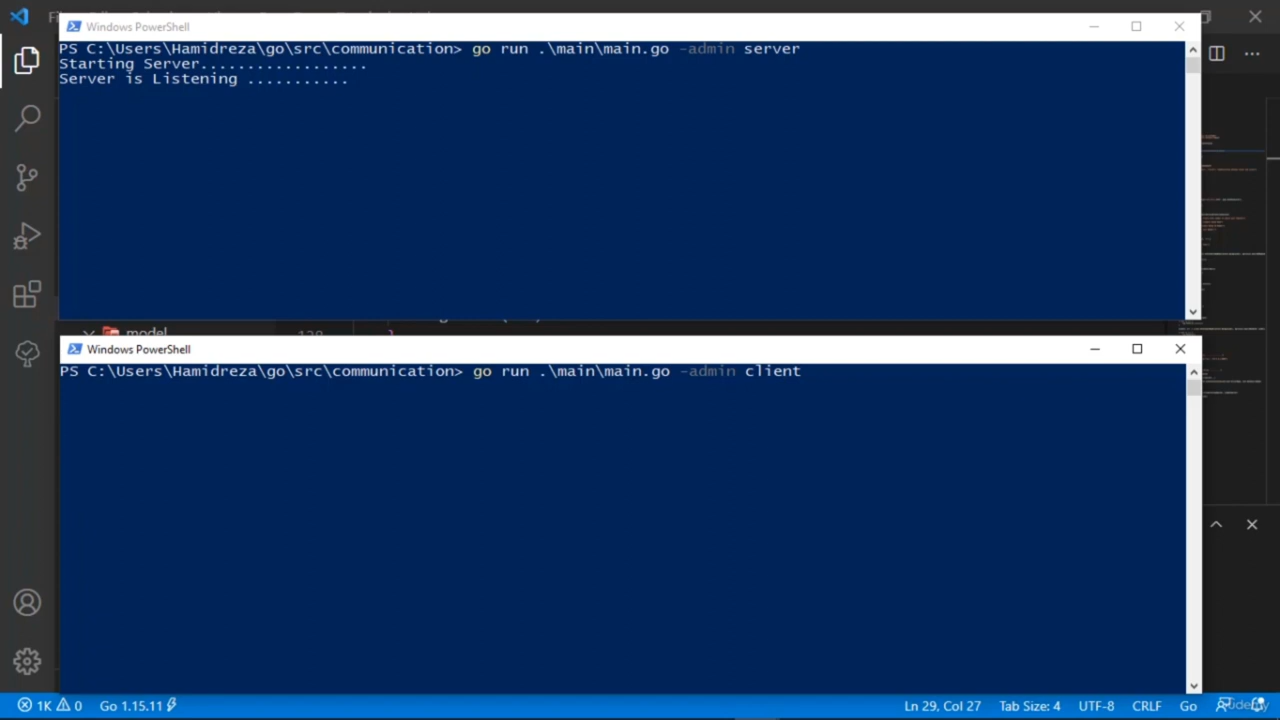 Windows PowerShell
PS C:\Users\Hamidreza\go\src\communication> go run .\main\main.go -admin server
Starting Server..................
Server is Listening ...........
model
Windows PowerShell
PS C:\Users\Hamidreza\go\src\communication> go run .\main\main.go -admin client
1K 0 Go 1.15.11 Ln 29, Col 27 Tab Size: 4 UTF-8 CRLF Go